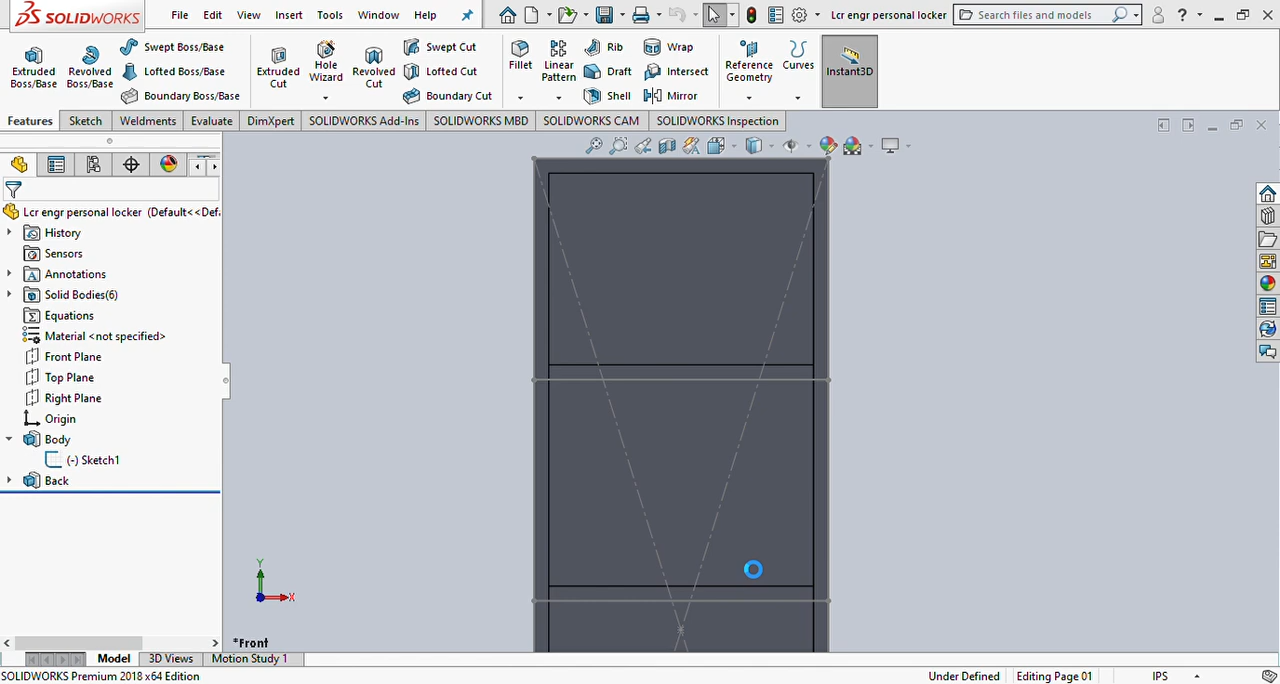 SOLIDWORKS File Edit View Insert Tools Window Help Lcr engr personal locker Search files and models ?
Extruded Boss/Base
Revolved Boss/Base
Swept Boss/Base
Lofted Boss/Base
Boundary Boss/Base
Extruded Cut
Hole Wizard
Revolved Cut
Swept Cut
Lofted Cut
Boundary Cut
Fillet
Linear Pattern
Rib
Draft
Shell
Wrap
Intersect
Mirror
Reference Geometry
Curves
Instant3D
Features Sketch Weldments Evaluate DimXpert SOLIDWORKS Add-Ins SOLIDWORKS MBD SOLIDWORKS CAM SOLIDWORKS Inspection
Lcr engr personal locker (Default<<Defa
History
Sensors
Annotations
Solid Bodies(6)
Equations
Material <not specified>
Front Plane
Top Plane
Right Plane
Origin
Body
(-) Sketch1
Back
Y
X
*Front
Model 3D Views Motion Study 1
SOLIDWORKS Premium 2018 x64 Edition Under Defined Editing Page 01 IPS